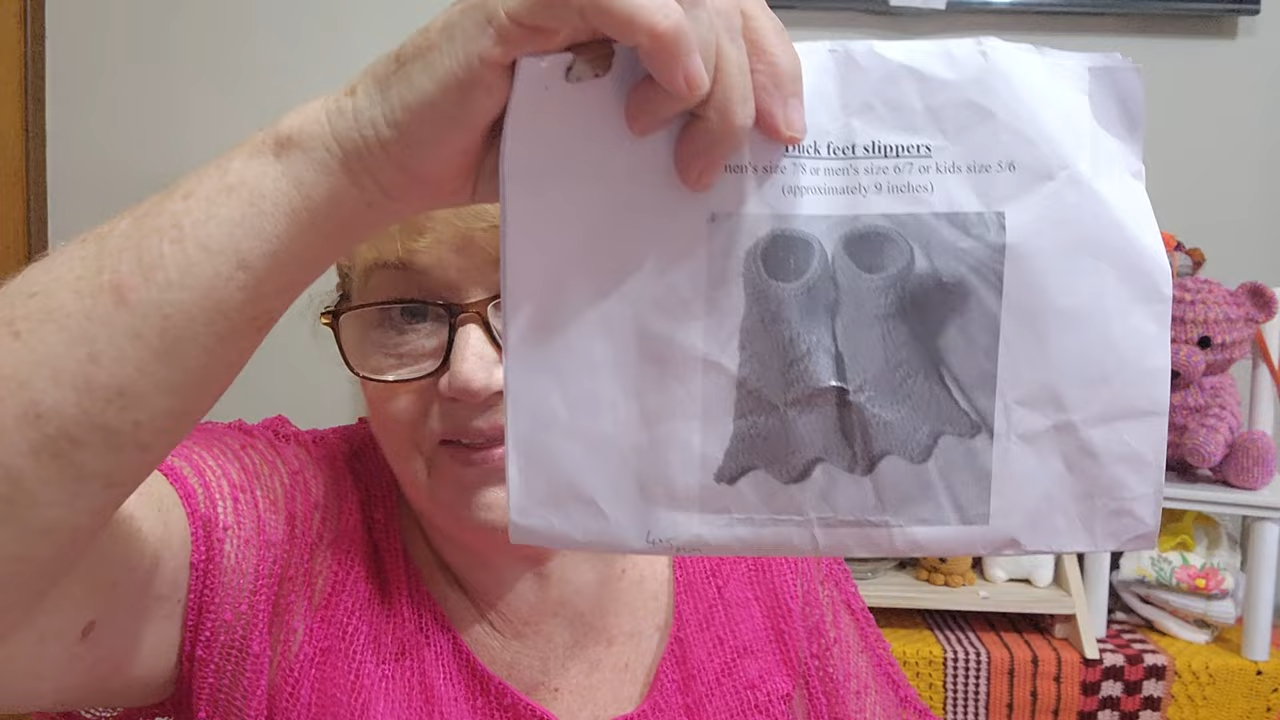 Duck feet slippers
men's size 7/8 or men's size 6/7 or kids size 5/6
(approximately 9 inches)